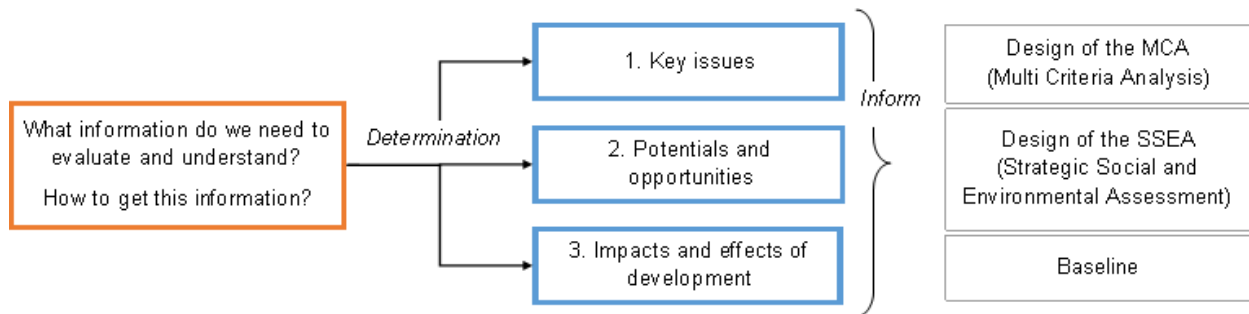 What information do we need to
evaluate and understand?
How to get this information?
Determination
1. Key issues
2. Potentials and
opportunities
3. Impacts and effects of
development
Inform
Design of the MCA
(Multi Criteria Analysis)
Design of the SSEA
(Strategic Social and
Environmental Assessment)
Baseline